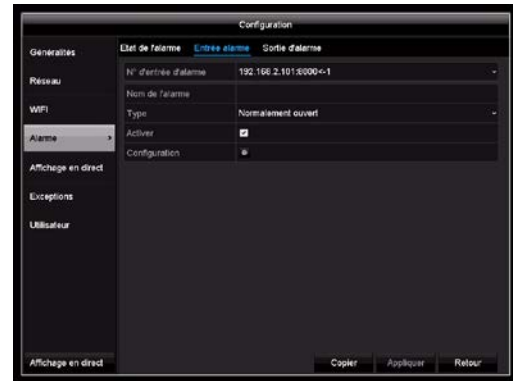 Configuration
Généralités
Réseau
WIFI
Alarme
Affichage en direct
Exceptions
Utilisateur
Affichage en direct
Etat de l'alarme Entrée alarme Sortie d'alarme
N° d'entrée d'alarme 192.168.2.101:8000<-1
Nom de l'alarme
Type Normalement ouvert
Activer
Configuration
Copier Appliquer Retour